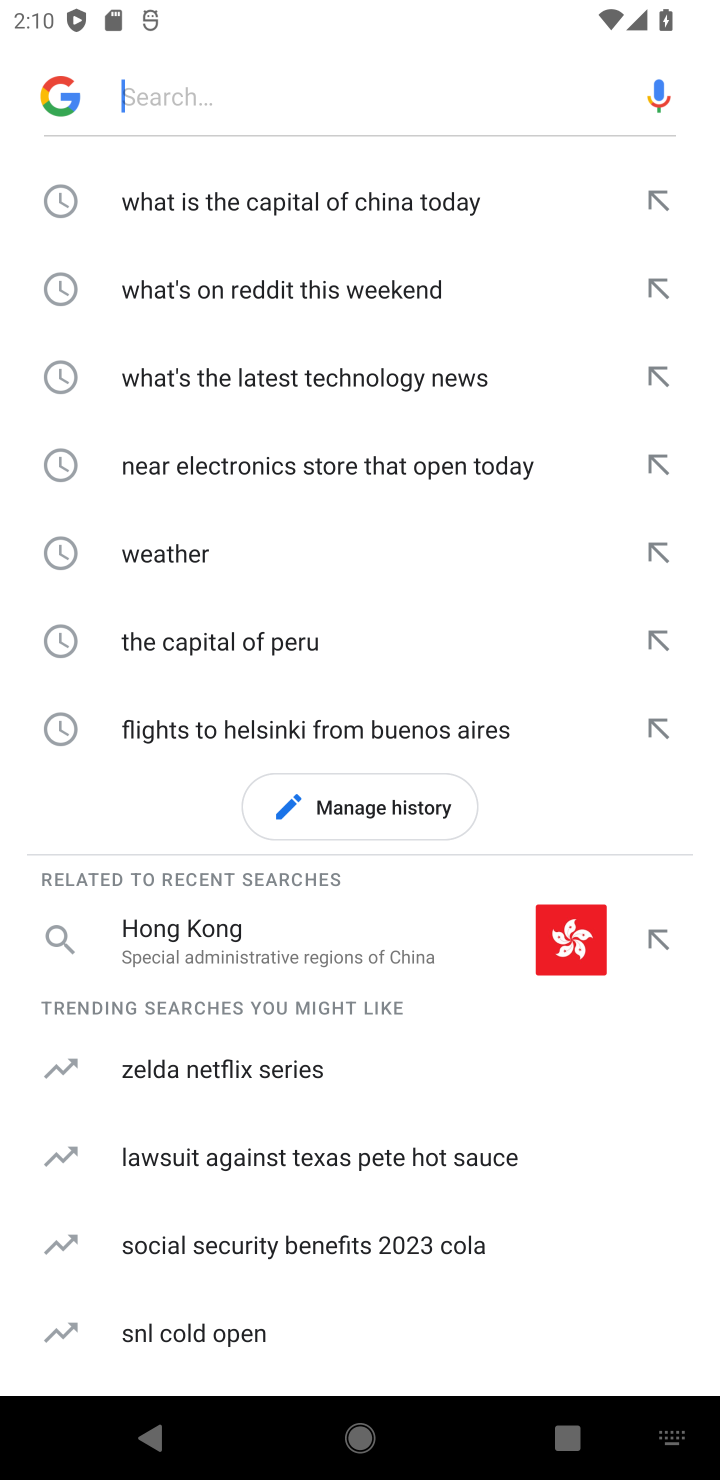 2:10
Search...
what is the capital of china today
what's on reddit this weekend
what's the latest technology news
near electronics store that open today
weather
the capital of peru
flights to helsinki from buenos aires
Manage history
RELATED TO RECENT SEARCHES
Hong Kong
Special administrative regions of China
TRENDING SEARCHES YOU MIGHT LIKE
zelda netflix series
lawsuit against texas pete hot sauce
social security benefits 2023 cola
snl cold open